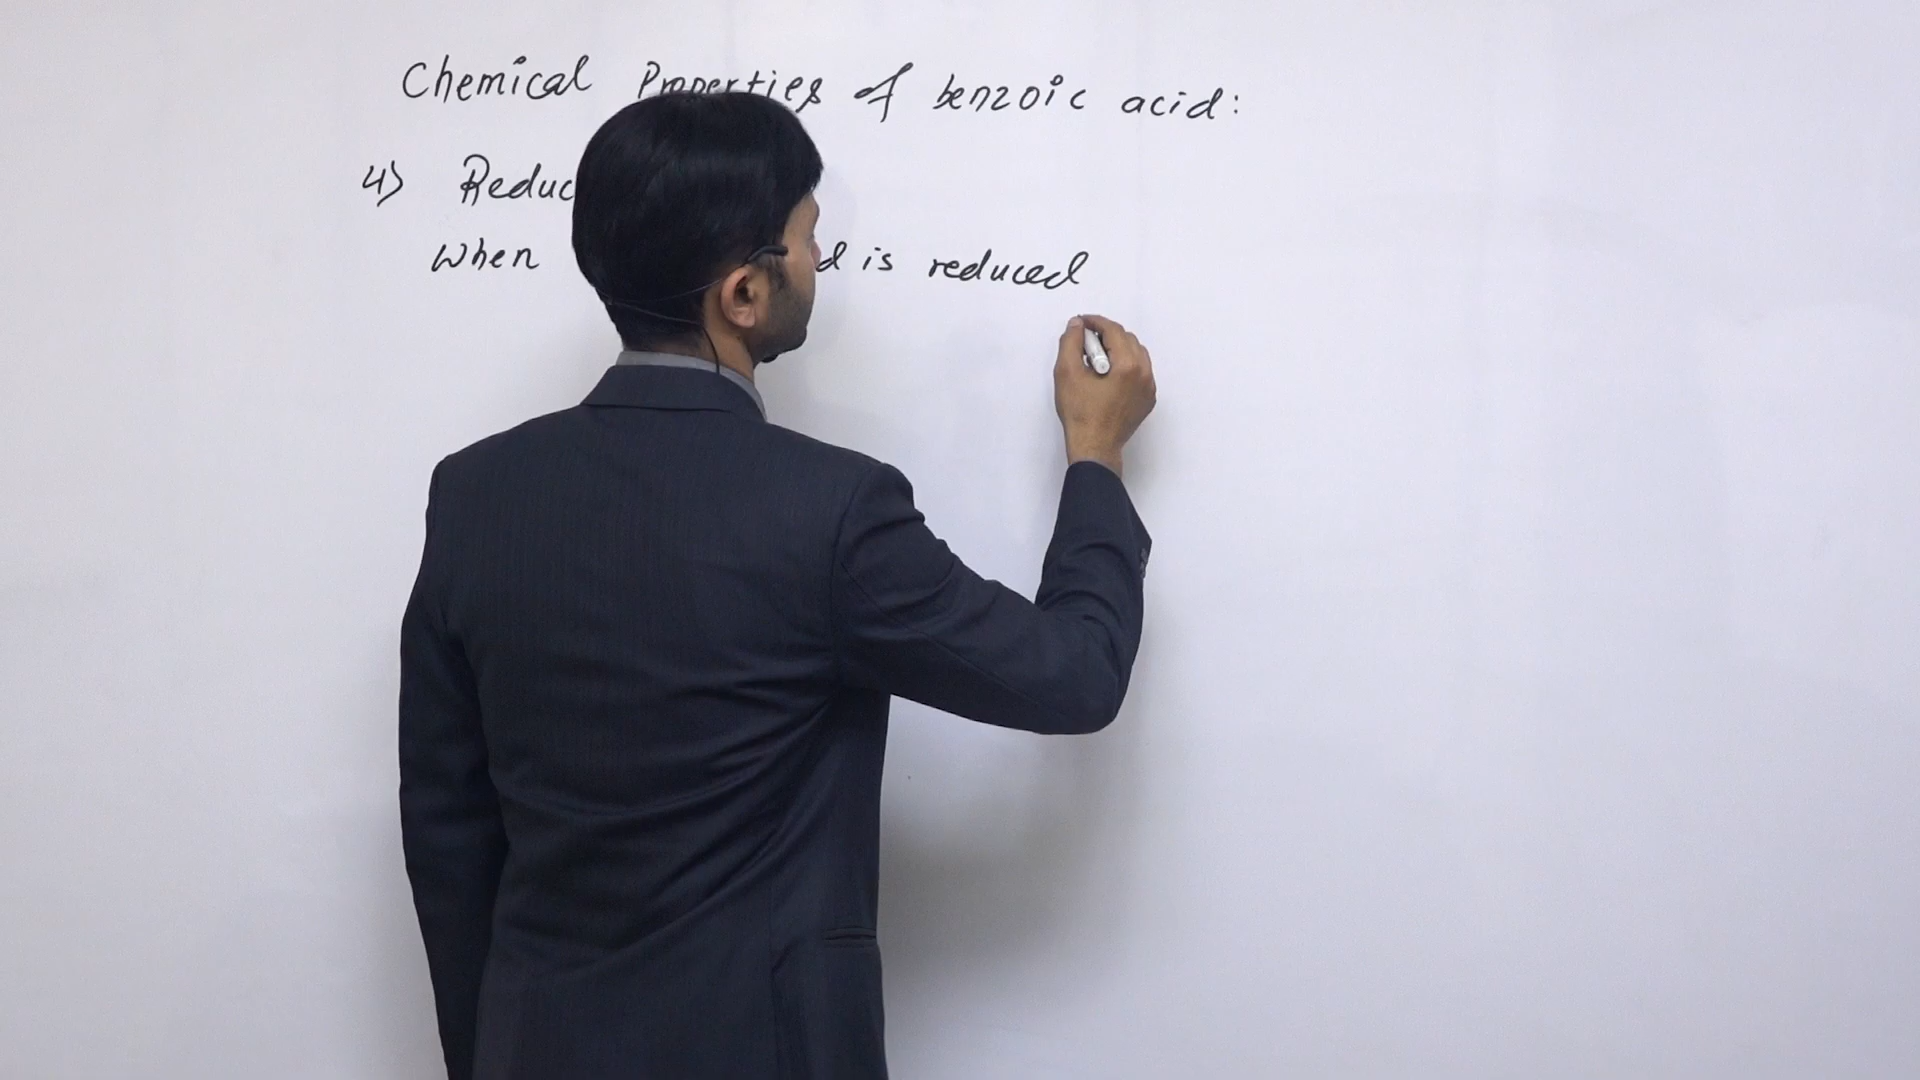 Chemical Properties of benzoic acid:
4) Reduc
When d is reduced